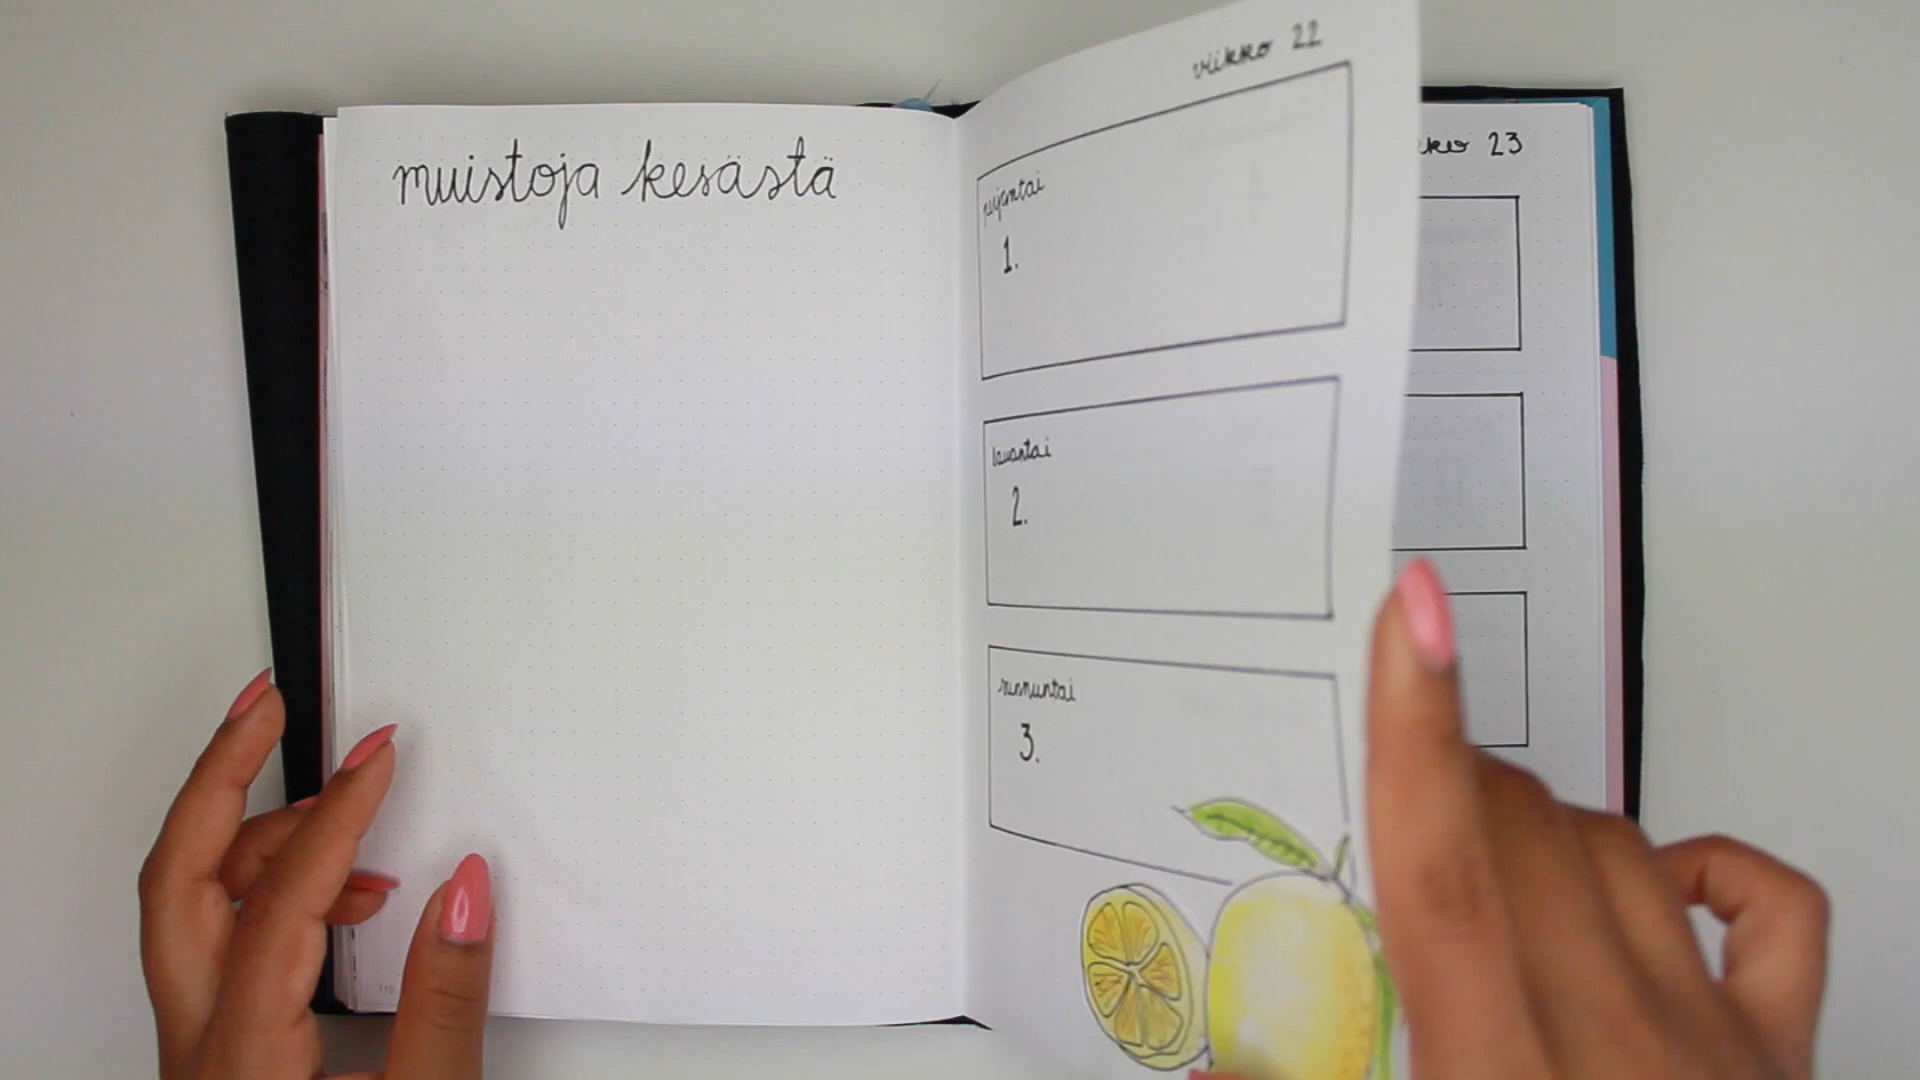 muistoja kesästä
viikko 22
perjantai
1.
lauantai
2.
sunnuntai
3.
23